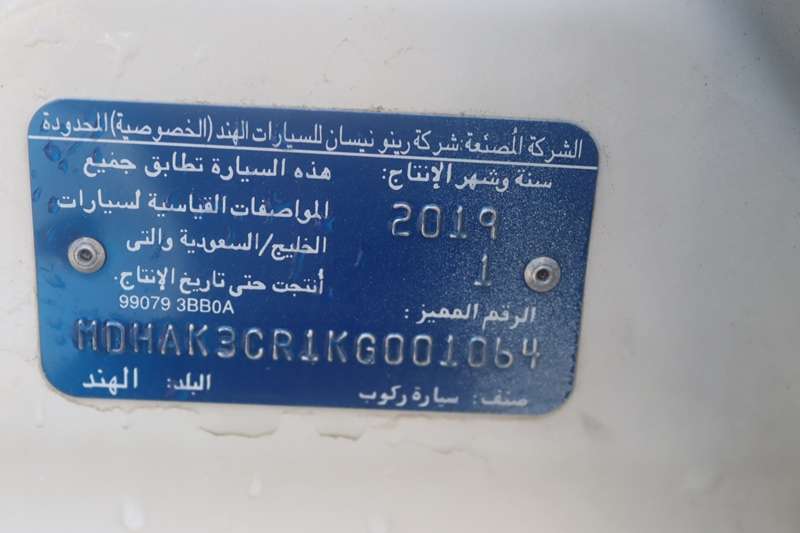 الشركة المُصنّعة: شركة رينو نيسان للسيارات الهند (الخصوصية) المحدودة
سنة وشهر الإنتاج:
2019
1
هذه السيارة تطابق جميع
المواصفات القياسية لسيارات
الخليج/السعودية والتى
أنتجت حتى تاريخ الإنتاج.
99079 3BB0A
الرقم المميز:
MDHAK3CR1KG001064
صنف: سيارة ركوب
البلد: الهند